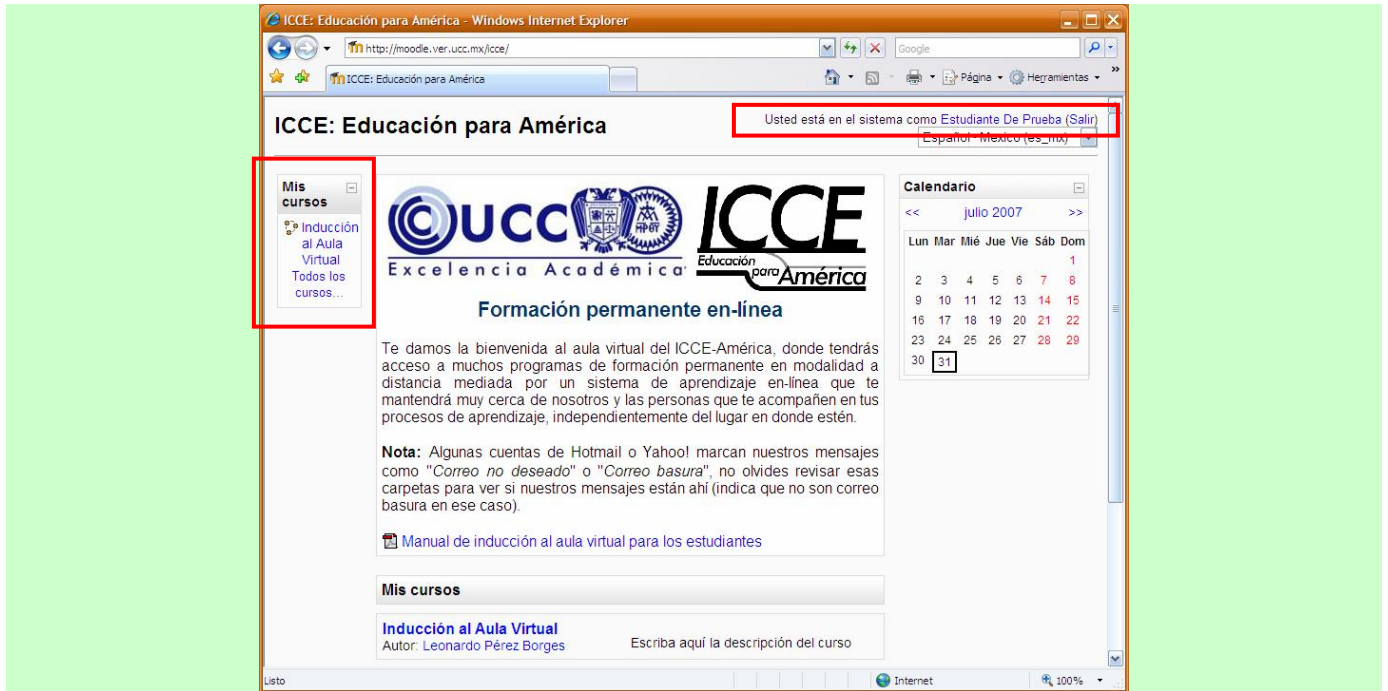 ICCE: Educación para América - Windows Internet Explorer
http://moodle.ver.ucc.mx/icce/
Google
ICCE: Educación para América
Página
Herramientas
ICCE: Educación para América
Usted está en el sistema como Estudiante De Prueba (Salir)
Español - Mexico (es_mx)
Mis
cursos
Inducción
al Aula
Virtual
Todos los
cursos...
UCC
Excelencia Académica
ICCE
Educación
para América
Formación permanente en-línea
Te damos la bienvenida al aula virtual del ICCE-América, donde tendrás
acceso a muchos programas de formación permanente en modalidad a
distancia mediada por un sistema de aprendizaje en-línea que te
mantendrá muy cerca de nosotros y las personas que te acompañen en tus
procesos de aprendizaje, independientemente del lugar en donde estén.
Nota: Algunas cuentas de Hotmail o Yahoo! marcan nuestros mensajes
como "Correo no deseado" o "Correo basura", no olvides revisar esas
carpetas para ver si nuestros mensajes están ahí (indica que no son correo
basura en ese caso).
Manual de inducción al aula virtual para los estudiantes
Mis cursos
Inducción al Aula Virtual
Autor: Leonardo Pérez Borges
Escriba aquí la descripción del curso
Calendario
<< julio 2007 >>
Lun Mar Mié Jue Vie Sáb Dom
1
2 3 4 5 6 7 8
9 10 11 12 13 14 15
16 17 18 19 20 21 22
23 24 25 26 27 28 29
30 31
Listo
Internet
100%